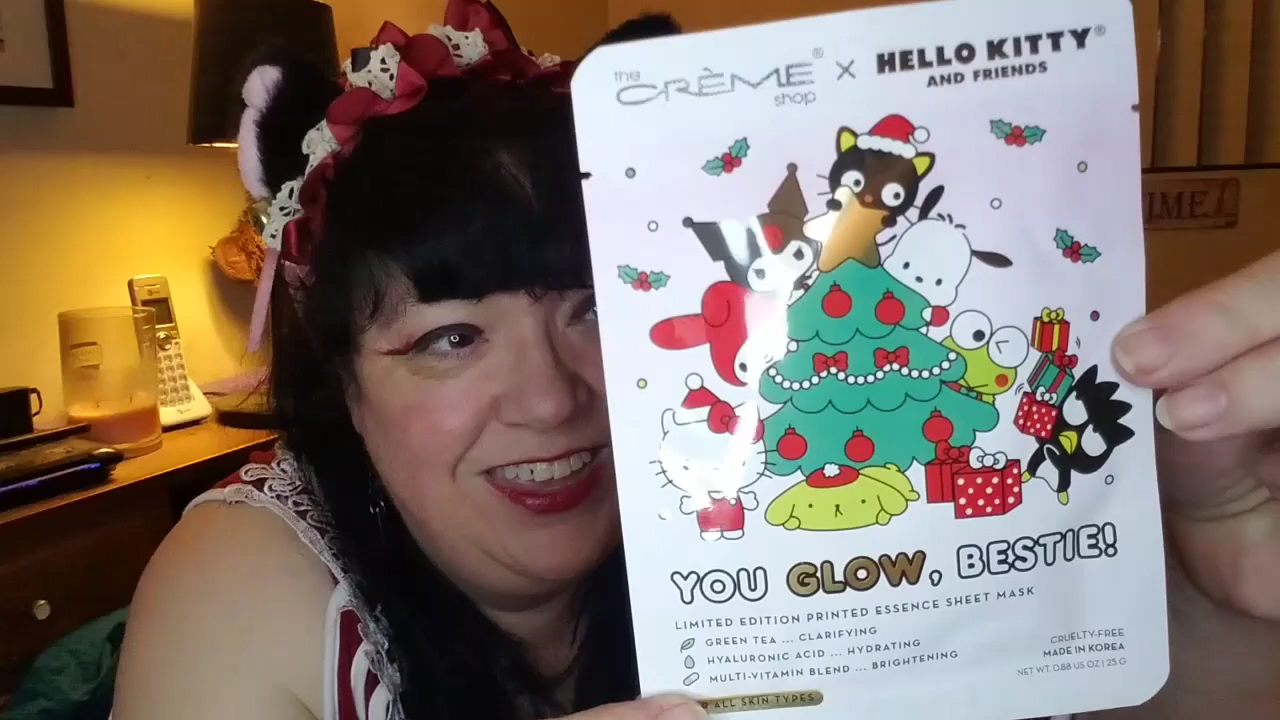 the
CRÈME®
shop
X
HELLO KITTY®
AND FRIENDS
YOU GLOW, BESTIE!
LIMITED EDITION PRINTED ESSENCE SHEET MASK
GREEN TEA ... CLARIFYING
HYALURONIC ACID ... HYDRATING
MULTI-VITAMIN BLEND ... BRIGHTENING
ALL SKIN TYPES
CRUELTY-FREE
MADE IN KOREA
NET WT. 0.88 US OZ | 25 G